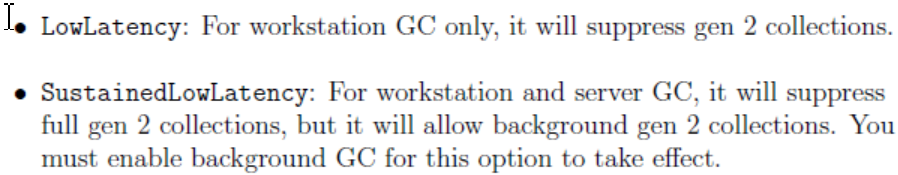 • LowLatency: For workstation GC only, it will suppress gen 2 collections.
• SustainedLowLatency: For workstation and server GC, it will suppress
full gen 2 collections, but it will allow background gen 2 collections. You
must enable background GC for this option to take effect.